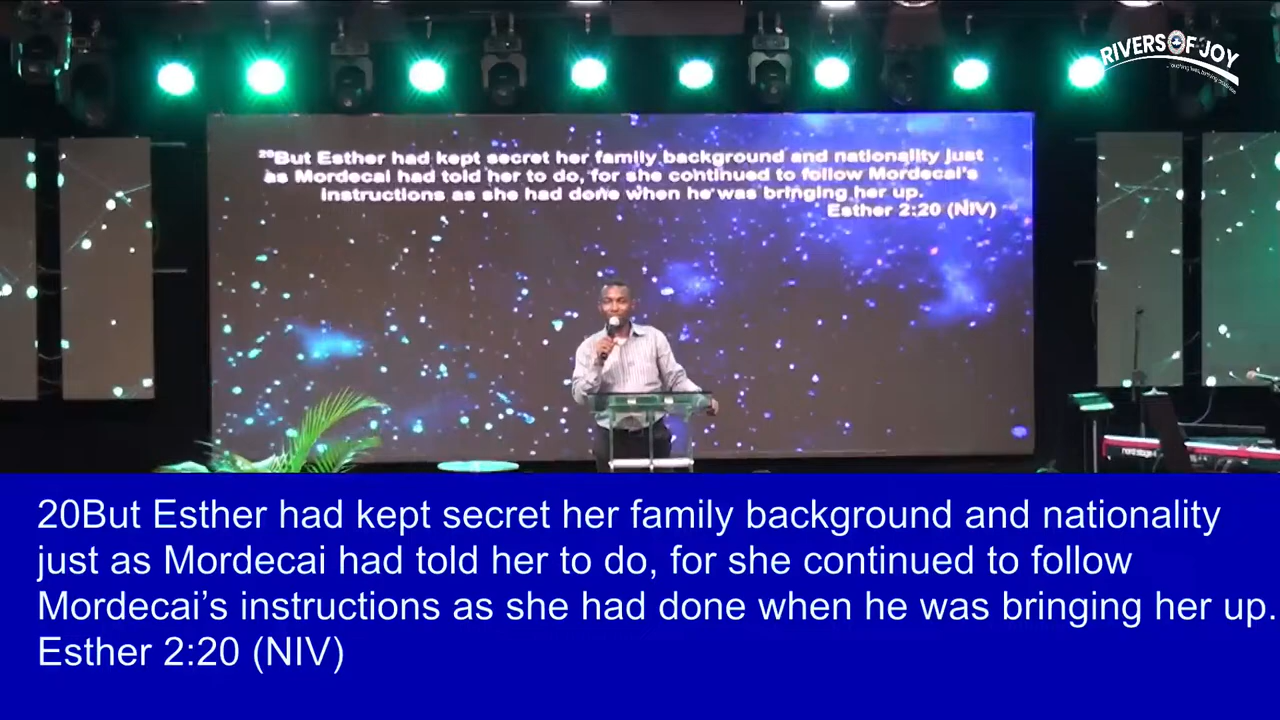 RIVERS OF JOY
20But Esther had kept secret her family background and nationality just
as Mordecai had told her to do, for she continued to follow Mordecai's
instructions as she had done when he was bringing her up.
Esther 2:20 (NIV)
nord stage
20But Esther had kept secret her family background and nationality
just as Mordecai had told her to do, for she continued to follow
Mordecai’s instructions as she had done when he was bringing her up.
Esther 2:20 (NIV)